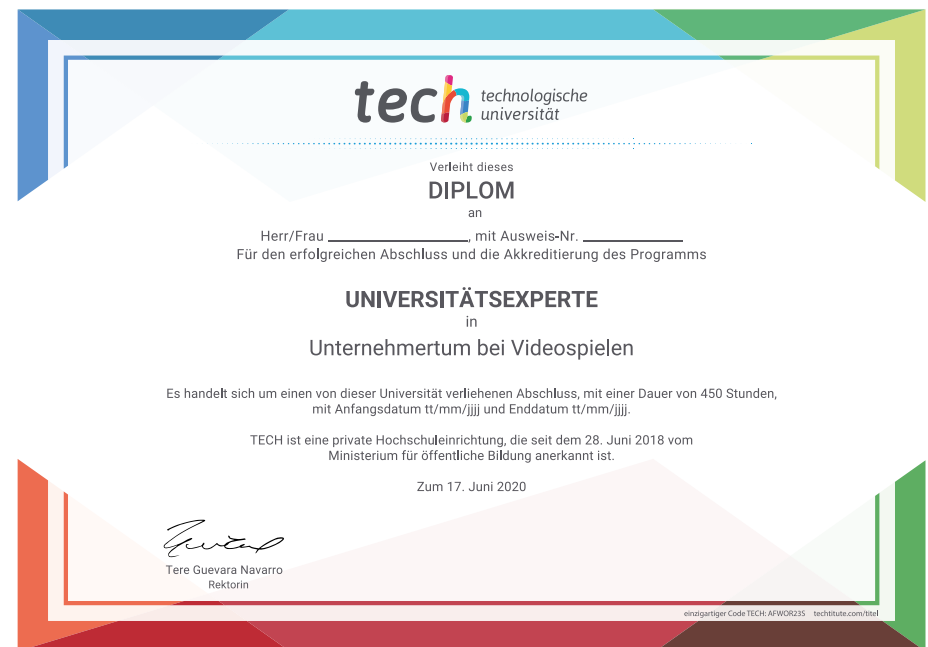 tech technologische
universität
Verleiht dieses
DIPLOM
an
Herr/Frau ____________________, mit Ausweis-Nr. ______________
Für den erfolgreichen Abschluss und die Akkreditierung des Programms
UNIVERSITÄTSEXPERTE
in
Unternehmertum bei Videospielen
Es handelt sich um einen von dieser Universität verliehenen Abschluss, mit einer Dauer von 450 Stunden,
mit Anfangsdatum tt/mm/jjjj und Enddatum tt/mm/jjjj.
TECH ist eine private Hochschuleinrichtung, die seit dem 28. Juni 2018 vom
Ministerium für öffentliche Bildung anerkannt ist.
Zum 17. Juni 2020
Tere Guevara Navarro
Rektorin
einzigartiger Code TECH: AFWOR23S techtitute.com/titel